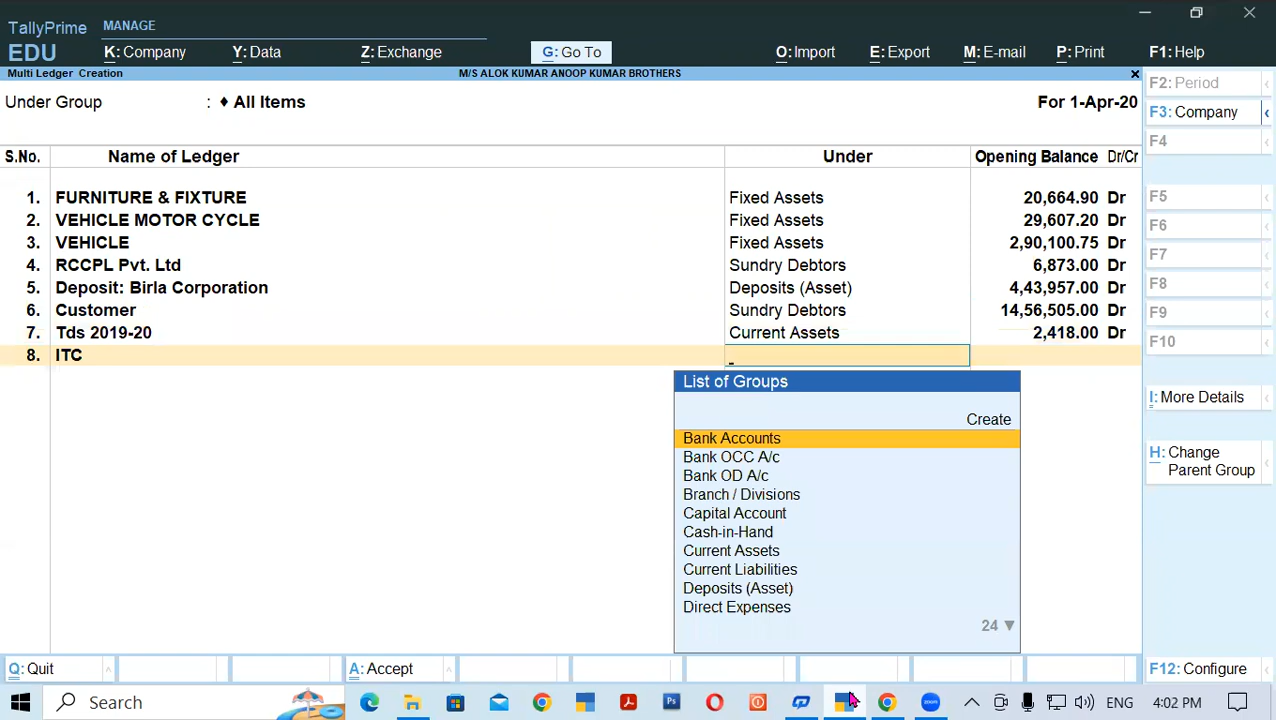 TallyPrime
EDU
MANAGE
K: Company
Y: Data
Z: Exchange
G: Go To
O: Import
E: Export
M: E-mail
P: Print
F1: Help
Multi Ledger Creation
M/S ALOK KUMAR ANOOP KUMAR BROTHERS
Under Group : ♦ All Items
For 1-Apr-20
S.No. Name of Ledger Under Opening Balance Dr/Cr
1. FURNITURE & FIXTURE Fixed Assets 20,664.90 Dr
2. VEHICLE MOTOR CYCLE Fixed Assets 29,607.20 Dr
3. VEHICLE Fixed Assets 2,90,100.75 Dr
4. RCCPL Pvt. Ltd Sundry Debtors 6,873.00 Dr
5. Deposit: Birla Corporation Deposits (Asset) 4,43,957.00 Dr
6. Customer Sundry Debtors 14,56,505.00 Dr
7. Tds 2019-20 Current Assets 2,418.00 Dr
8. ITC
List of Groups
Create
Bank Accounts
Bank OCC A/c
Bank OD A/c
Branch / Divisions
Capital Account
Cash-in-Hand
Current Assets
Current Liabilities
Deposits (Asset)
Direct Expenses
24 ▼
F2: Period
F3: Company
F4
F5
F6
F7
F8
F9
F10
I: More Details
H: Change
Parent Group
F12: Configure
Q: Quit
A: Accept
Search
ENG
4:02 PM